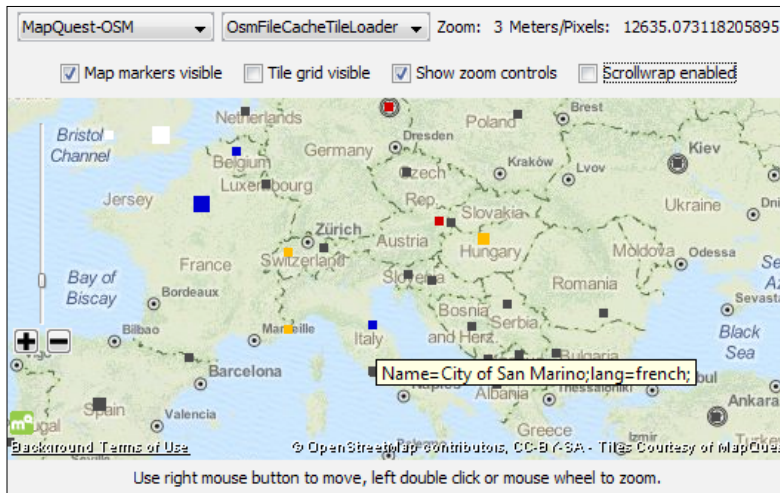 MapQuest-OSM OsmFileCacheTileLoader Zoom: 3 Meters/Pixels: 12635.073118205895
Map markers visible Tile grid visible Show zoom controls Scrollwrap enabled
Netherlands
Poland
Brest
Bristol
Channel
Germany
Dresden
Kiev
Belgium
Kraków
Lvov
Czech
Rep.
Luxembourg
Jersey
Slovakia
Ukraine
Zürich
Austria
Hungary
Moldova
Odessa
France
Switzerland
Bay of
Biscay
Slovenia
Romania
Bordeaux
Bosnia
and Herz.
Serbia
Bilbao
Marseille
Italy
Black
Sea
Bulgaria
Barcelona
Name=City of San Marino;lang=french;
Albania
Thessaloniki
Ankara
Spain
Valencia
Greece
Izmir
m
Background Terms of Use © OpenStreetMap contributors, CC-BY-SA - Tiles Courtesy of MapQue
Use right mouse button to move, left double click or mouse wheel to zoom.